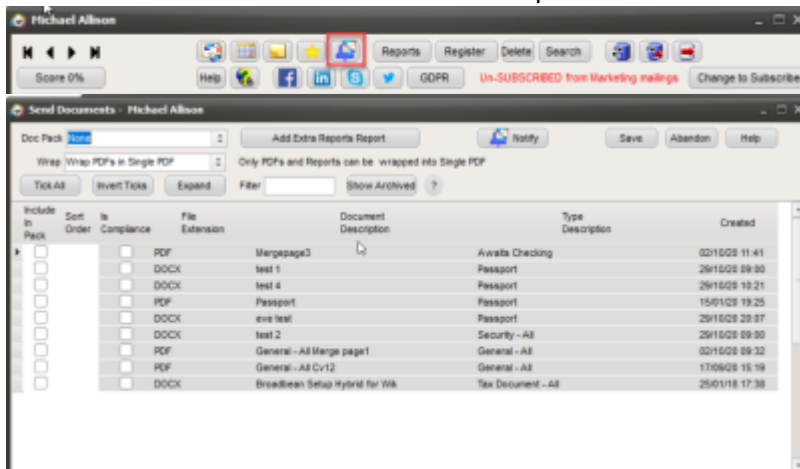 Michael Allison
Reports Register Delete Search
Score 0% Help GDPR Un-SUBSCRIBED from Marketing mailings Change to Subscribe
Send Documents - Michael Allison
Doc Pack None Add Extra Reports Report Notify Save Abandon Help
Wrap Wrap PDFs in Single PDF Only PDFs and Reports can be wrapped into Single PDF
Tick All Invert Ticks Expand Filter Show Archived ?
Include In Pack Sort Order Is Compliance File Extension Document Description Type Description Created
PDF Mergepage3 Awaits Checking 02/10/20 11:41
DOCX test 1 Passport 29/10/20 09:00
DOCX test 4 Passport 29/10/20 10:21
PDF Passport Passport 15/01/20 19:25
DOCX eve test Passport 29/10/20 20:07
DOCX test 2 Security - All 29/10/20 09:00
PDF General - All Merge page1 General - All 02/10/20 09:32
PDF General - All Cv12 General - All 17/09/20 15:19
DOCX Broadbean Setup Hybrid for Wik Tax Document - All 25/01/18 17:38